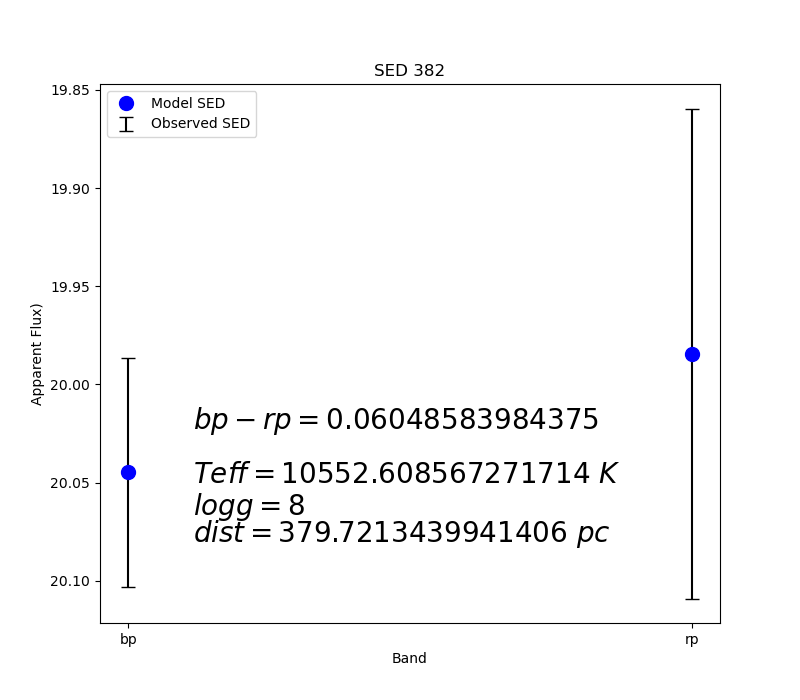 SED 382
Model SED
Observed SED
19.85
19.90
19.95
20.00
20.05
20.10
Apparent Flux)
bp − rp = 0.06048583984375
Teff = 10552.608567271714 K
logg = 8
dist = 379.7213439941406 pc
bp
rp
Band